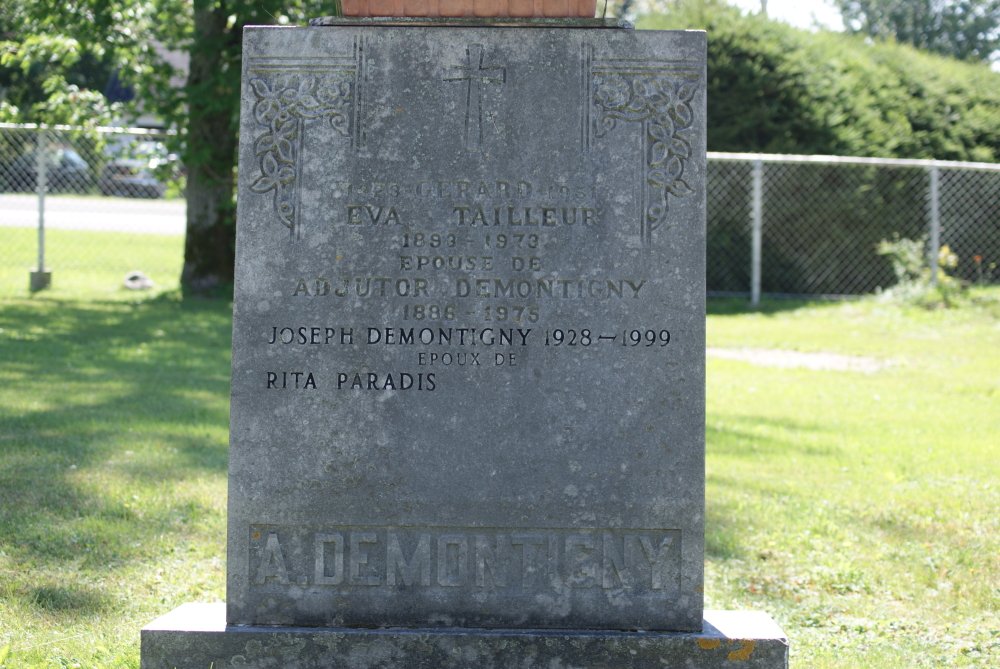 GERARD
EVA TAILLEUR
1893-1973
EPOUSE DE
ADJUTOR DEMONTIGNY
1898-1975
JOSEPH DEMONTIGNY 1928-1999
EPOUX DE
RITA PARADIS
A.DEMONTIGNY